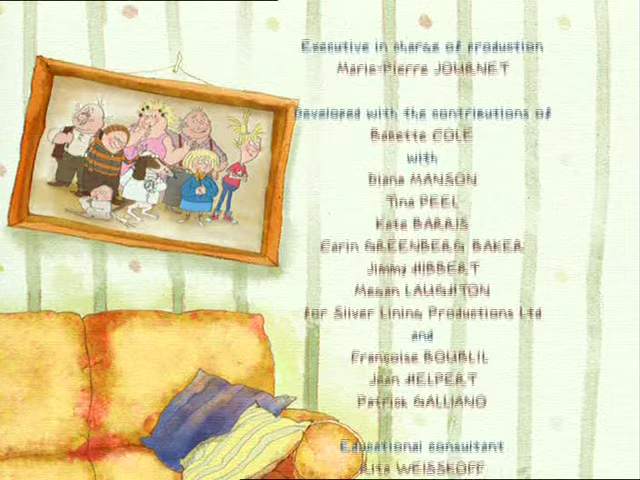 Executive in charge of production
Marie-Pierre JOURNET
Developed with the contributions of
Babette COLE
with
Diana MANSON
Tina PEEL
Kate BARRIS
Carin GREENBERG BAKER
Jimmy HIBBERT
Megan LAUGHTON
for Silver Lining Productions Ltd
and
Françoise BOUBLIL
Jean HELPERT
Patrick GALLIANO
Educational consultant
Rita WEISSKOFF